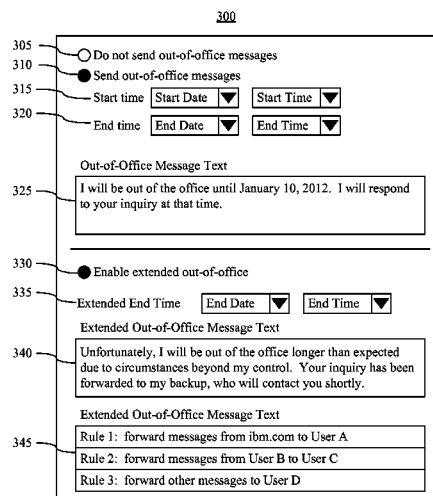 300
305
Do not send out-of-office messages
310
Send out-of-office messages
315
Start time Start Date Start Time
320
End time End Date End Time
Out-of-Office Message Text
325
I will be out of the office until January 10, 2012. I will respond
to your inquiry at that time.
330
Enable extended out-of-office
335
Extended End Time End Date End Time
Extended Out-of-Office Message Text
340
Unfortunately, I will be out of the office longer than expected
due to circumstances beyond my control. Your inquiry has been
forwarded to my backup, who will contact you shortly.
Extended Out-of-Office Message Text
345
Rule 1: forward messages from ibm.com to User A
Rule 2: forward messages from User B to User C
Rule 3: forward other messages to User D